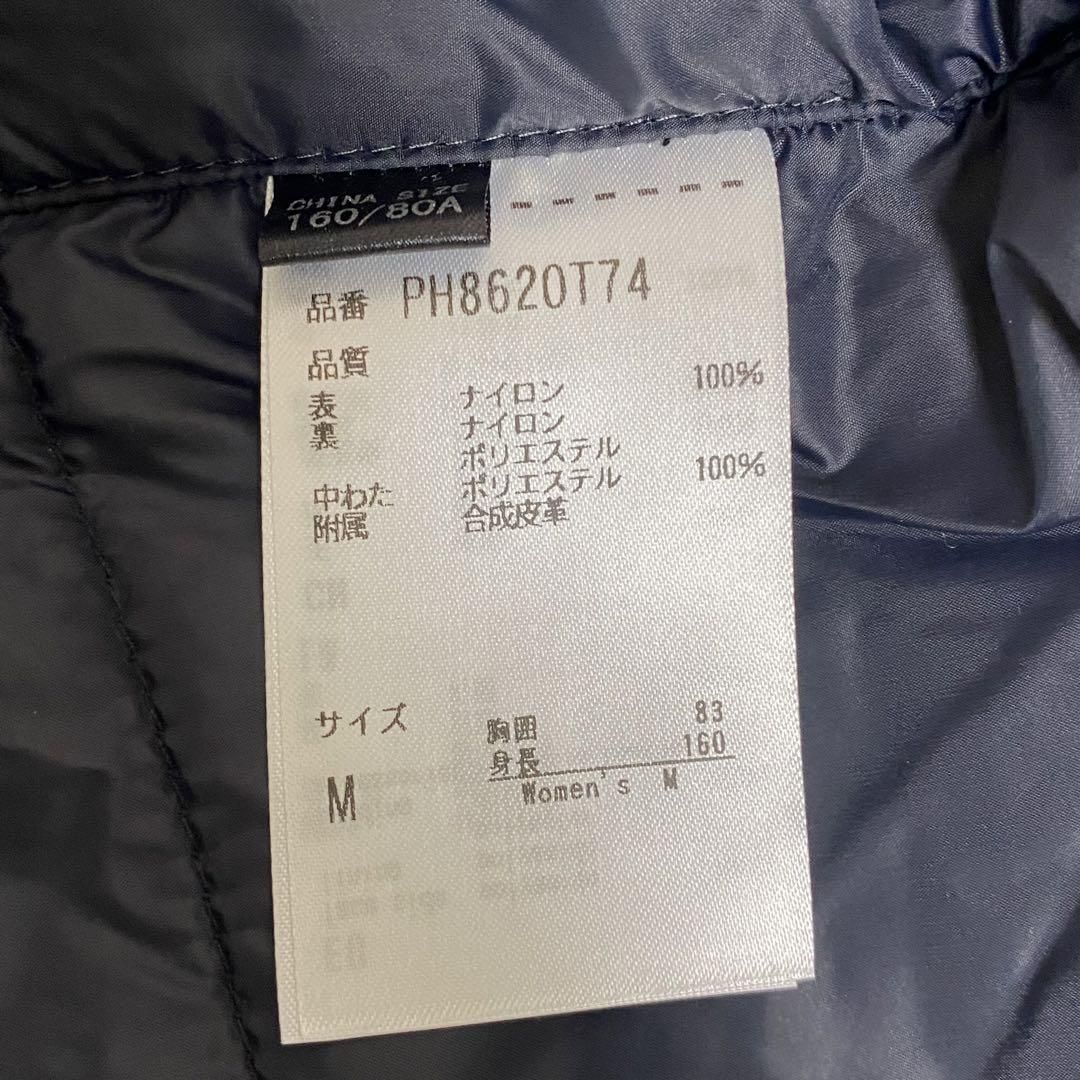 CHINA SIZE
160/80A
品番 PH8620T74
品質
表 ナイロン 100%
裏 ナイロン
ポリエステル
中わた ポリエステル 100%
附属 合成皮革
サイズ 胸囲 83
身長 160
M Women's M